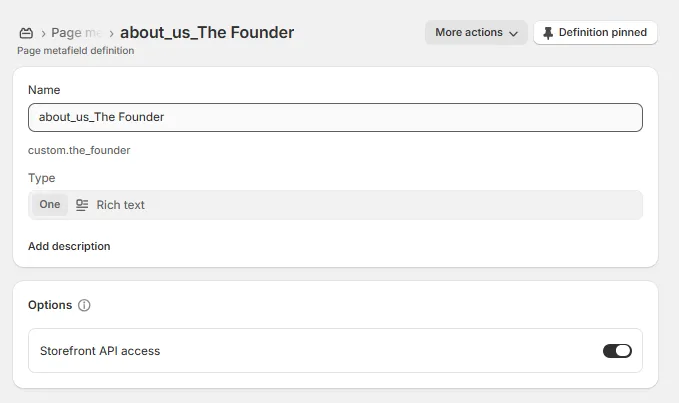 Page me
about_us_The Founder
More actions
Definition pinned
Page metafield definition
Name
about_us_The Founder
custom.the_founder
Type
One Rich text
Add description
Options
Storefront API access